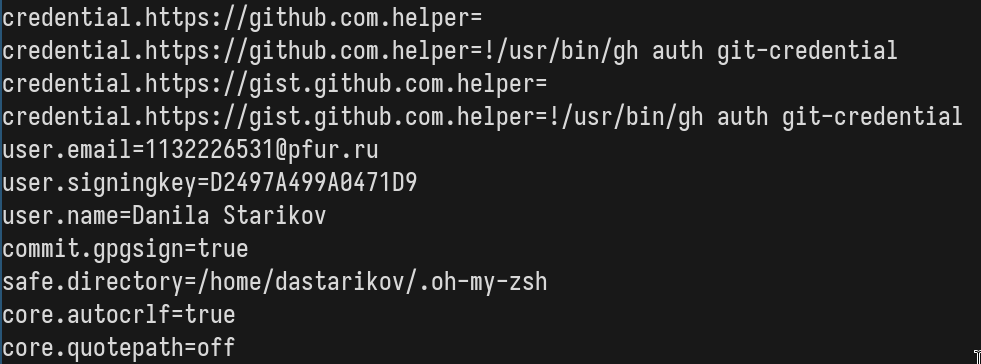 credential.https://github.com.helper=
credential.https://github.com.helper=!/usr/bin/gh auth git-credential
credential.https://gist.github.com.helper=
credential.https://gist.github.com.helper=!/usr/bin/gh auth git-credential
user.email=1132226531@pfur.ru
user.signingkey=D2497A499A0471D9
user.name=Danila Starikov
commit.gpgsign=true
safe.directory=/home/dastarikov/.oh-my-zsh
core.autocrlf=true
core.quotepath=off